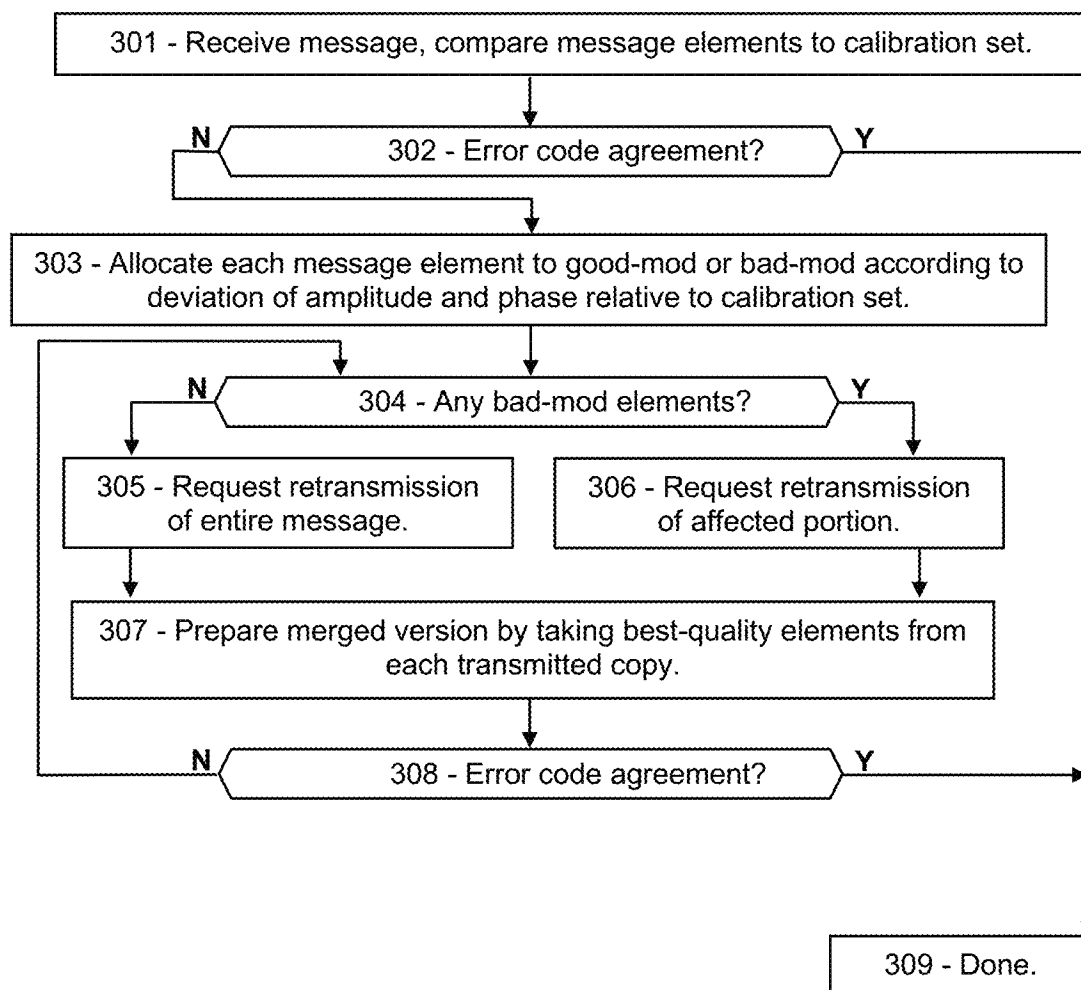 301 - Receive message, compare message elements to calibration set.
N
Y
302 - Error code agreement?
303 - Allocate each message element to good-mod or bad-mod according to
deviation of amplitude and phase relative to calibration set.
N
Y
304 - Any bad-mod elements?
305 - Request retransmission
of entire message.
306 - Request retransmission
of affected portion.
307 - Prepare merged version by taking best-quality elements from
each transmitted copy.
N
Y
308 - Error code agreement?
309 - Done.